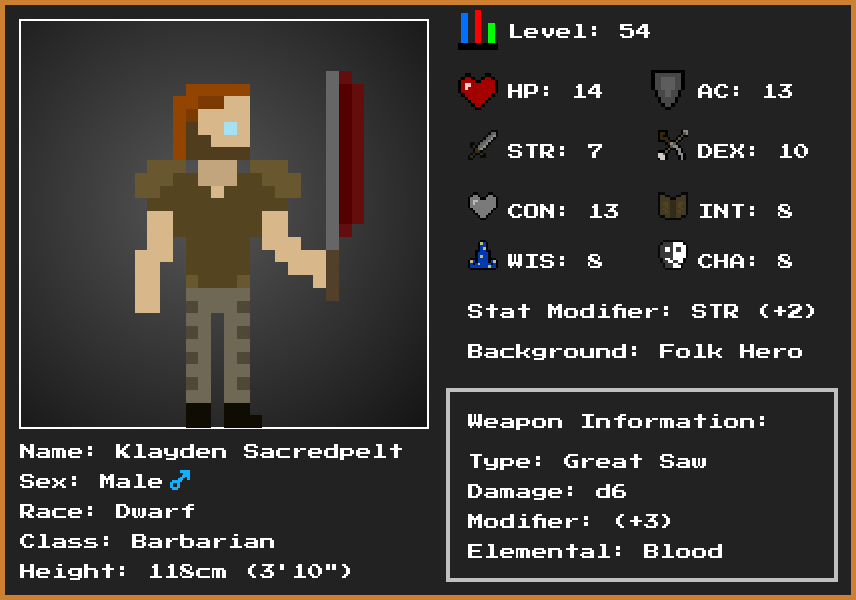 Level: 54
HP: 14
AC: 13
STR: 7
DEX: 10
CON: 13
INT: 8
WIS: 8
CHA: 8
Stat Modifier: STR (+2)
Background: Folk Hero
Weapon Information:
Type: Great Saw
Damage: d6
Modifier: (+3)
Elemental: Blood
Name: Klayden Sacredpelt
Sex: Male♂
Race: Dwarf
Class: Barbarian
Height: 118cm (3'10")